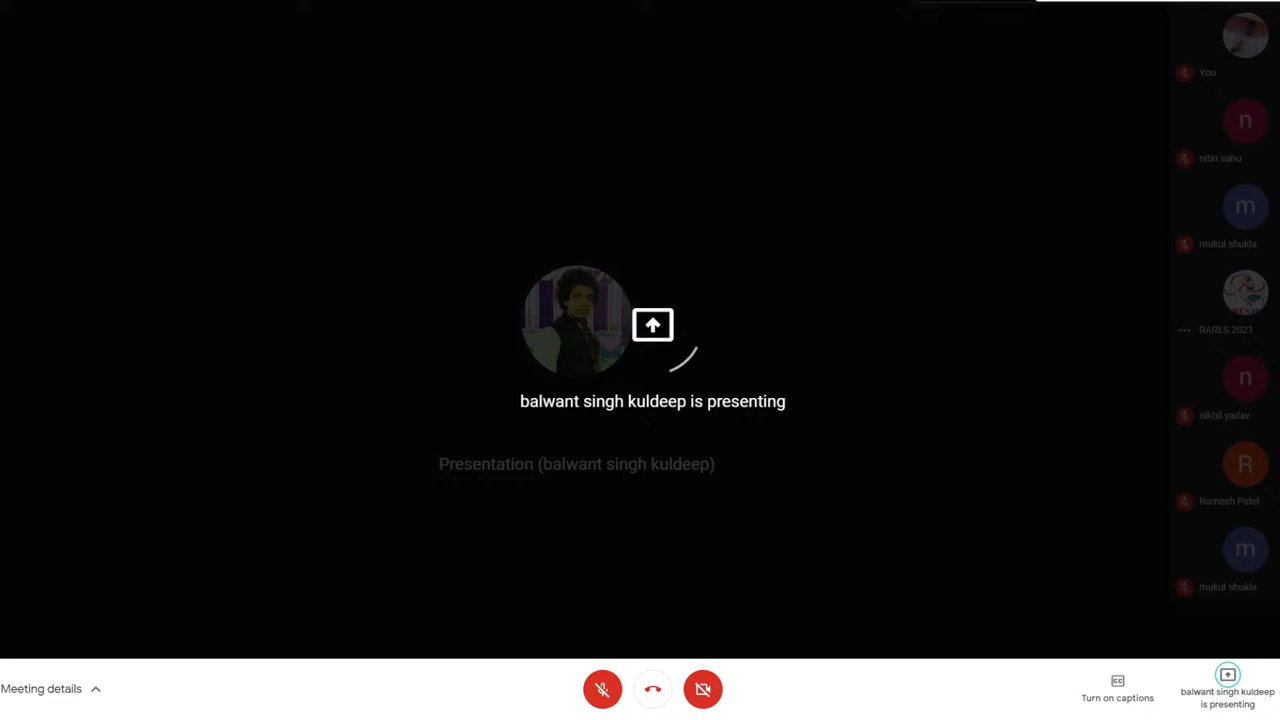 You
n
nitin sahu
m
mukul shukla
RARES 2021
n
nikhil yadav
R
Ramesh Patel
m
mukul shukla
balwant singh kuldeep is presenting
Presentation (balwant singh kuldeep)
Meeting details
CC
Turn on captions
balwant singh kuldeep
is presenting